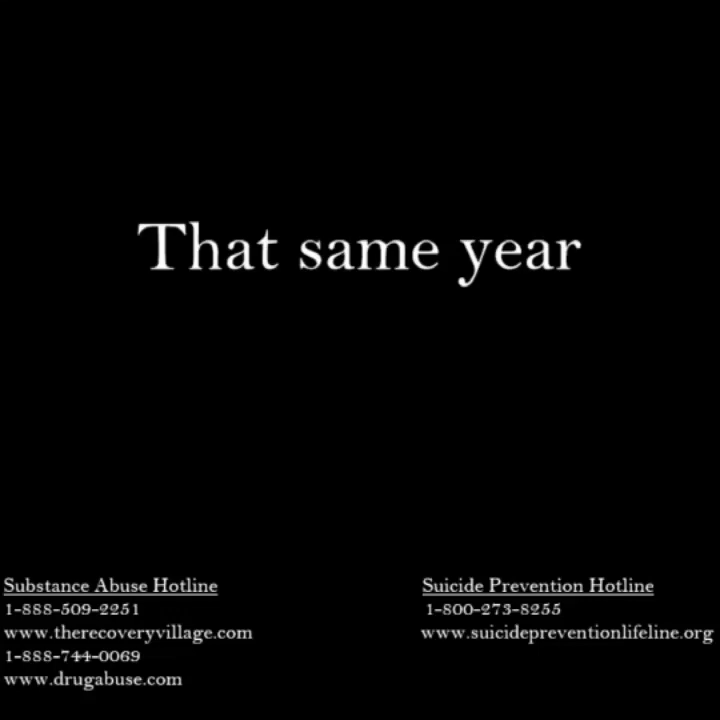 That same year
Substance Abuse Hotline
1-888-509-2251
www.therecoveryvillage.com
1-888-744-0069
www.drugabuse.com
Suicide Prevention Hotline
1-800-273-8255
www.suicidepreventionlifeline.org